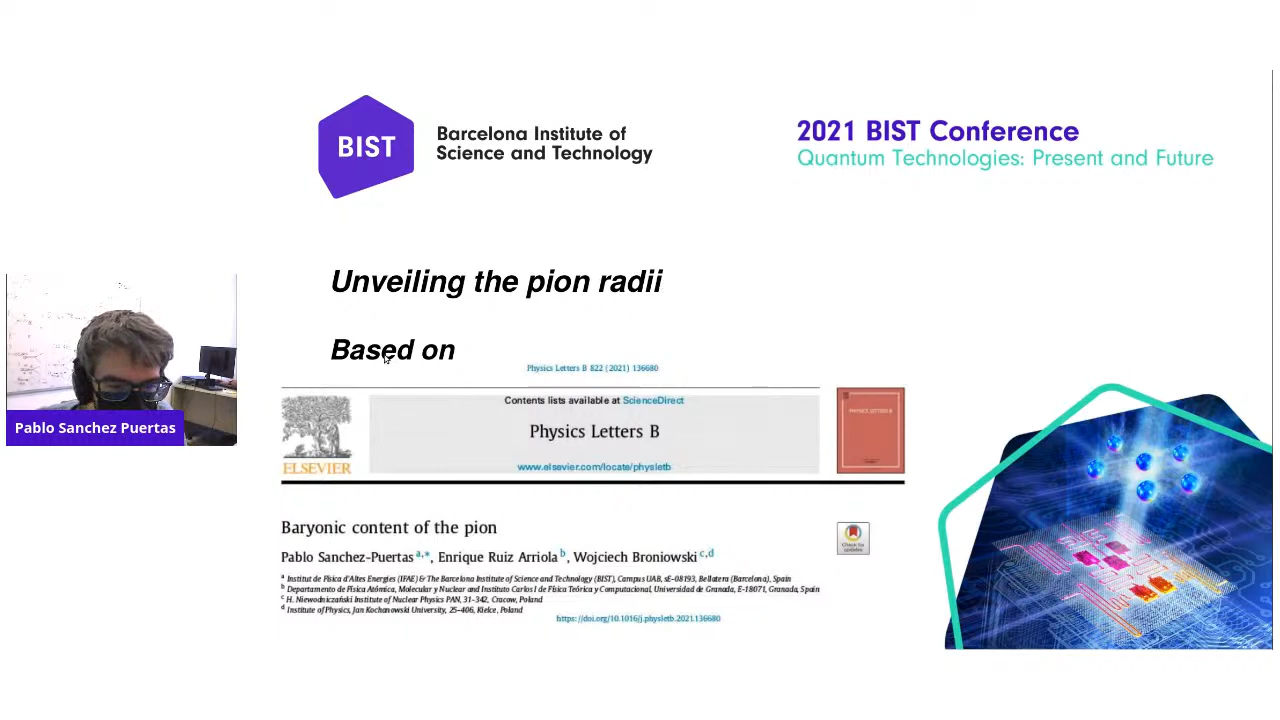 BIST
Barcelona Institute of
Science and Technology
2021 BIST Conference
Quantum Technologies: Present and Future
Unveiling the pion radii
Based on
Pablo Sanchez Puertas
Physics Letters B 822 (2021) 136680
Contents lists available at ScienceDirect
Physics Letters B
www.elsevier.com/locate/physletb
ELSEVIER
PHYSICS LETTERS B
Baryonic content of the pion
Check for
updates
Pablo Sanchez-Puertas a,*, Enrique Ruiz Arriola b, Wojciech Broniowski c,d
a Institut de Física d'Altes Energies (IFAE) & The Barcelona Institute of Science and Technology (BIST), Campus UAB, sE-08193, Bellatera (Barcelona), Spain
b Departamento de Física Atómica, Molecular y Nuclear and Instituto Carlos I de Física Teórica y Computacional, Universidad de Granada, E-18071, Granada, Spain
c H. Niewodniczański Institute of Nuclear Physics PAN, 31-342, Cracow, Poland
d Institute of Physics, Jan Kochanowski University, 25-406, Kielce, Poland
https://doi.org/10.1016/j.physletb.2021.136680